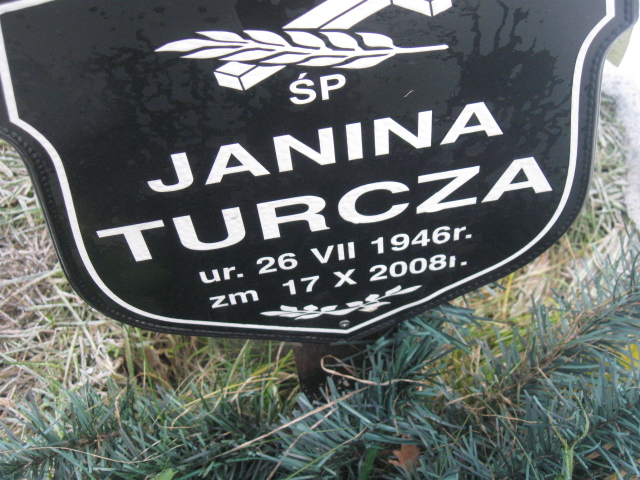 ŚP
JANINA
TURCZA
ur. 26 VII 1946r.
zm 17 X 2008r.